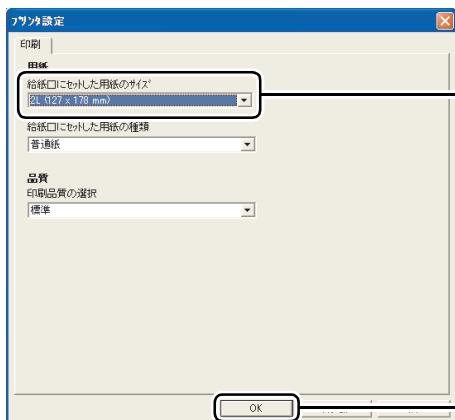 プリンタ設定
印刷
用紙
給紙口にセットした用紙のサイズ
2L (127 x 178 mm)
給紙口にセットした用紙の種類
普通紙
品質
印刷品質の選択
標準
OK